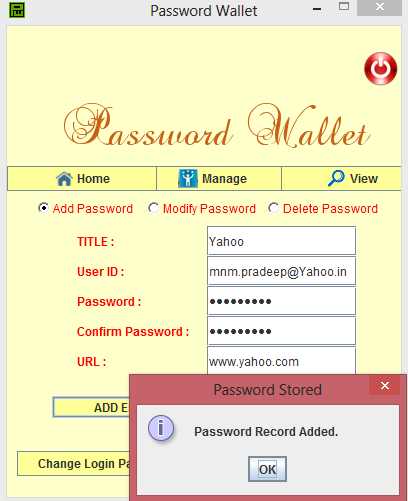 Password Wallet
Password Wallet
Home Manage View
Add Password Modify Password Delete Password
TITLE : Yahoo
User ID : mnm.pradeep@Yahoo.in
Password : •••••••••
Confirm Password : •••••••••
URL : www.yahoo.com
ADD E
Password Stored
Password Record Added.
OK
Change Login Pa